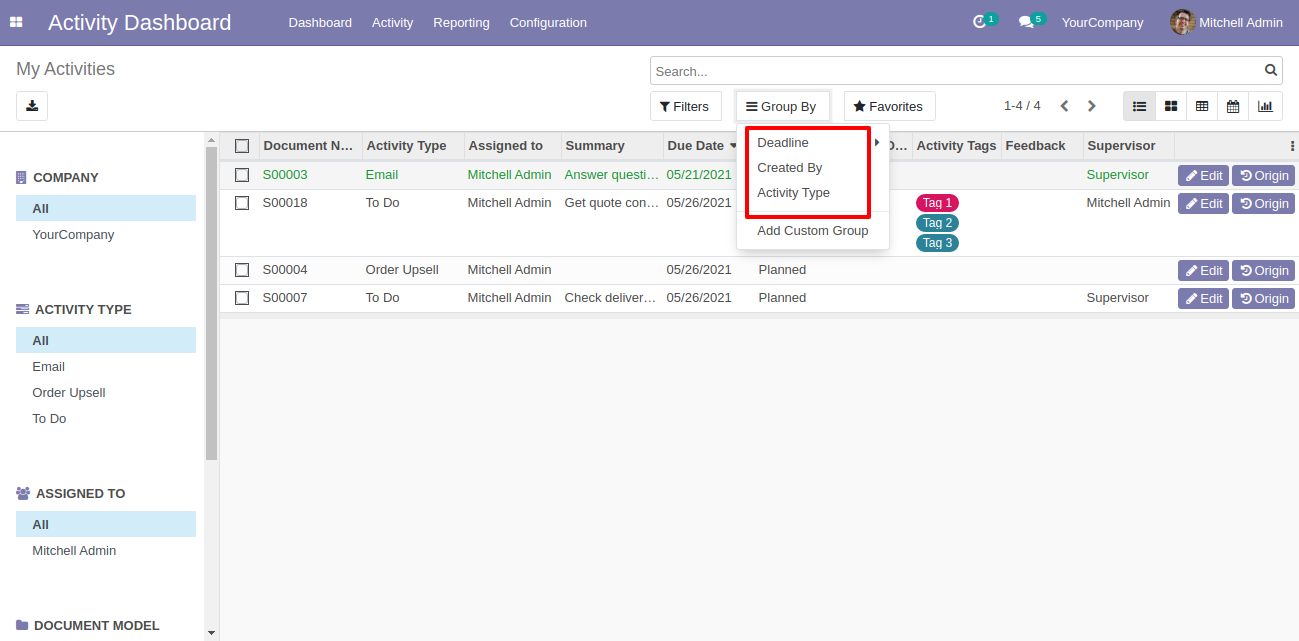 Activity Dashboard Dashboard Activity Reporting Configuration 1 5 YourCompany Mitchell Admin
My Activities
Search...
Filters Group By Favorites 1-4 / 4
Deadline
Created By
Activity Type
Add Custom Group
COMPANY
All
YourCompany
ACTIVITY TYPE
All
Email
Order Upsell
To Do
ASSIGNED TO
All
Mitchell Admin
DOCUMENT MODEL
Document N... Activity Type Assigned to Summary Due Date O... Activity Tags Feedback Supervisor
S00003 Email Mitchell Admin Answer questi... 05/21/2021 Supervisor Edit Origin
S00018 To Do Mitchell Admin Get quote con... 05/26/2021 Tag 1 Mitchell Admin Edit Origin
Tag 2
Tag 3
S00004 Order Upsell Mitchell Admin 05/26/2021 Planned Edit Origin
S00007 To Do Mitchell Admin Check deliver... 05/26/2021 Planned Supervisor Edit Origin